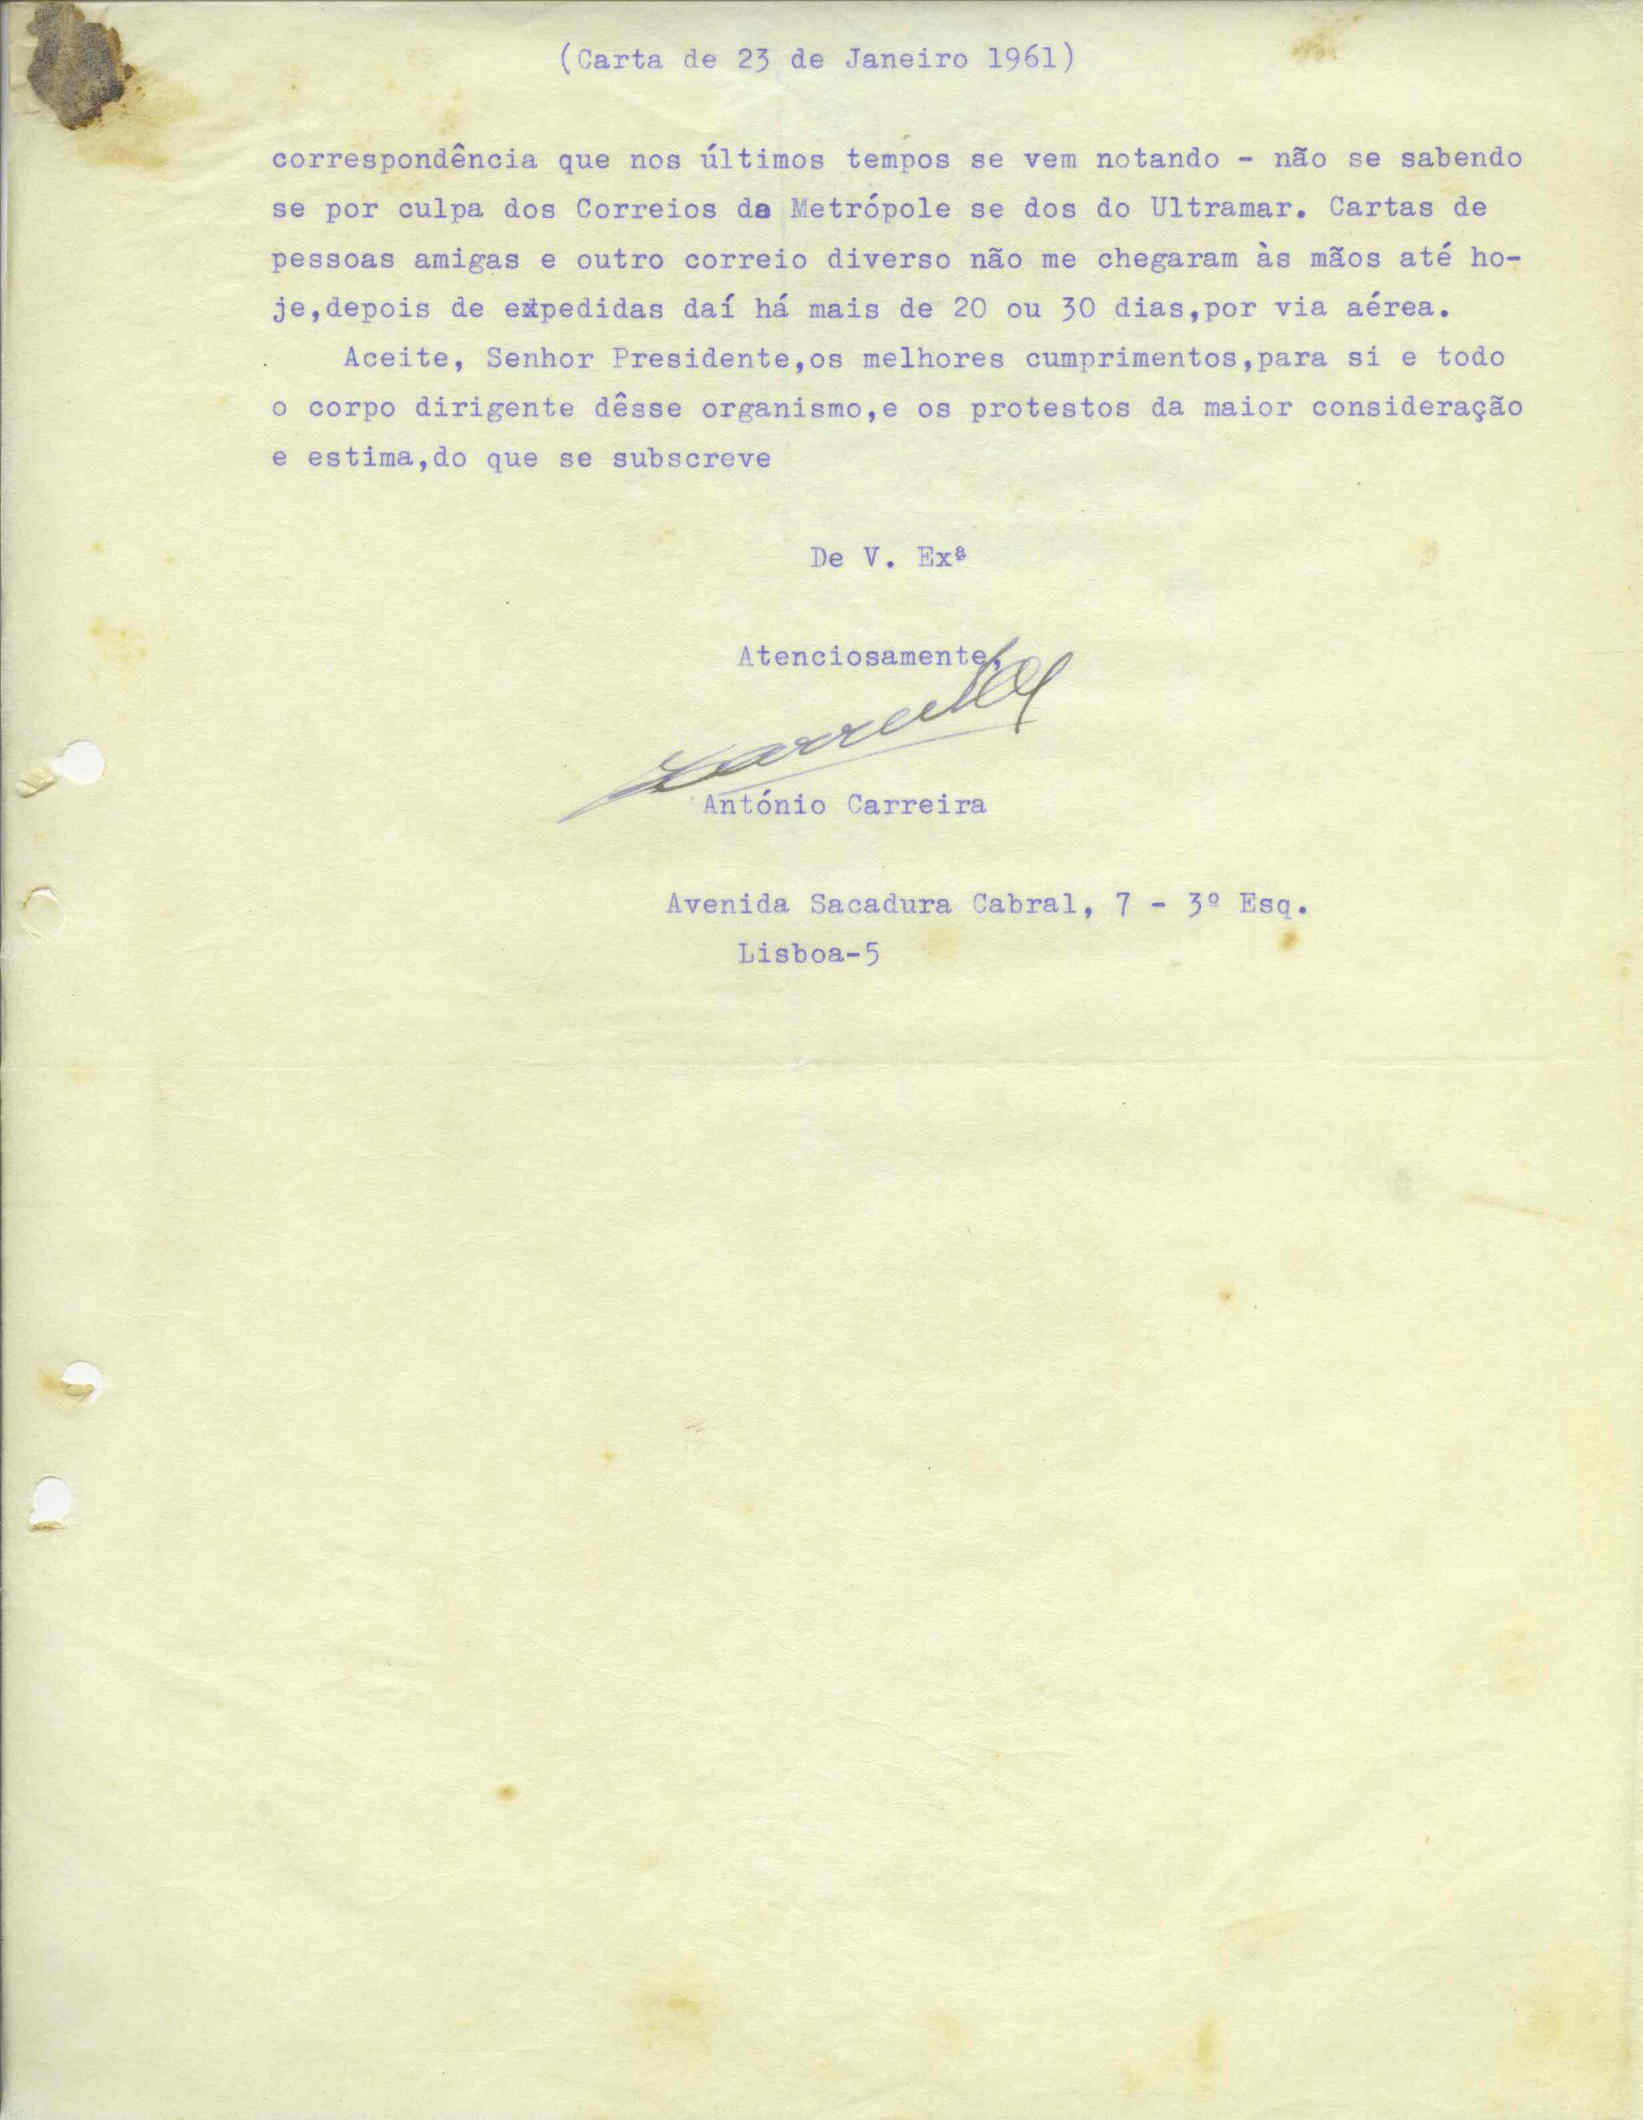 (Carta de 23 de Janeiro 1961)
correspondência que nos últimos tempos se vem notando - não se sabendo
se por culpa dos Correios da Metrópole se dos do Ultramar. Cartas de
pessoas amigas e outro correio diverso não me chegaram às mãos até ho-
je,depois de expedidas daí há mais de 20 ou 30 dias,por via aérea.
Aceite, Senhor Presidente,os melhores cumprimentos,para si e todo
o corpo dirigente dêsse organismo,e os protestos da maior consideração
e estima,do que se subscreve
De V. Exª
Atenciosamente,
Carreira
António Carreira
Avenida Sacadura Cabral, 7 - 3º Esq.
Lisboa-5